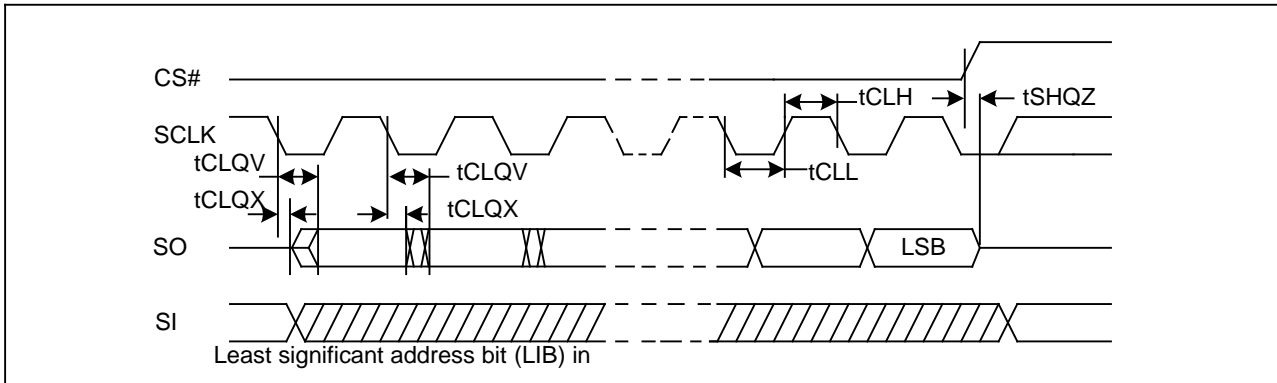 CS#
tCLH
tSHQZ
SCLK
tCLQV
tCLQV
tCLL
tCLQX
tCLQX
SO
LSB
SI
Least significant address bit (LIB) in